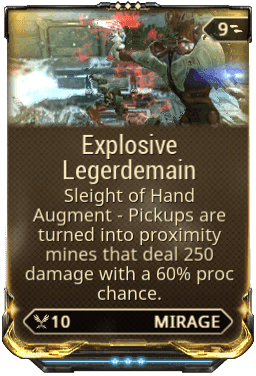 9
Explosive
Legerdemain
Sleight of Hand
Augment - Pickups are
turned into proximity
mines that deal 250
damage with a 60% proc
chance.
10 MIRAGE